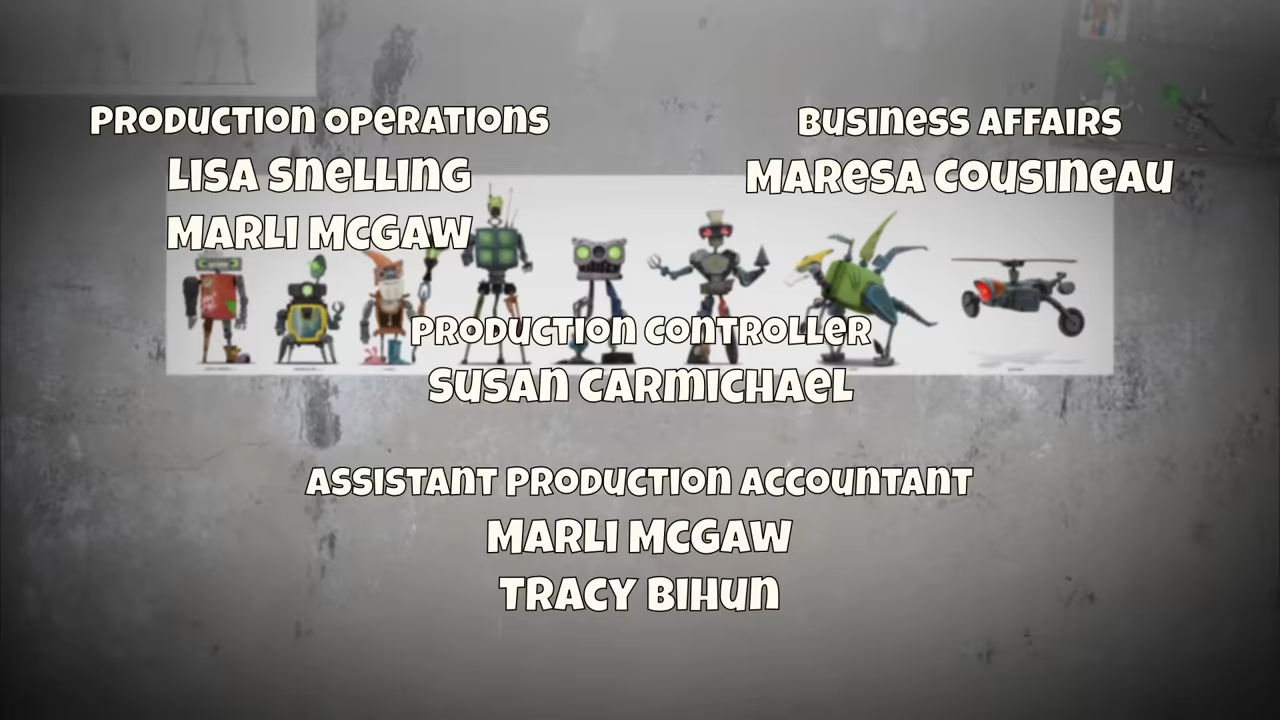 PRODUCTION OPERATIONS
LISA SNELLING
MARLI MCGAW
BUSINESS AFFAIRS
MARESA COUSINEAU
PRODUCTION CONTROLLER
SUSAN CARMICHAEL
ASSISTANT PRODUCTION ACCOUNTANT
MARLI MCGAW
TRACY BIHUN